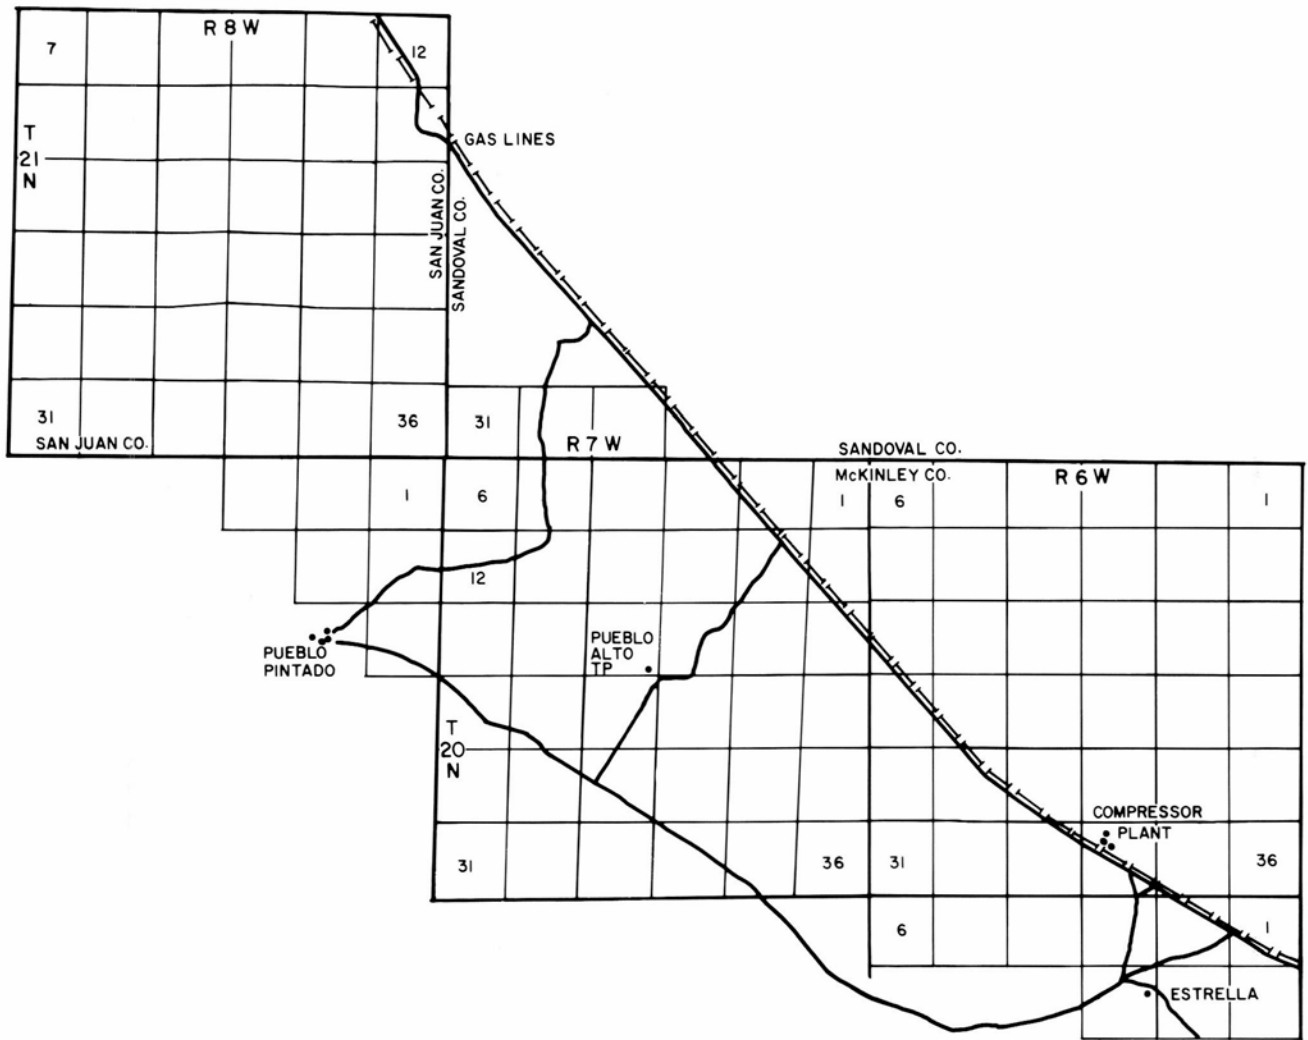 R 8 W
7
12
T
21
N
GAS LINES
SAN JUAN CO.
SANDOVAL CO.
31
36
31
SAN JUAN CO.
R 7 W
SANDOVAL CO.
McKINLEY CO.
R 6 W
1
6
1
6
1
12
PUEBLO
PINTADO
PUEBLO
ALTO
TP
T
20
N
COMPRESSOR
PLANT
31
36
31
36
6
1
ESTRELLA